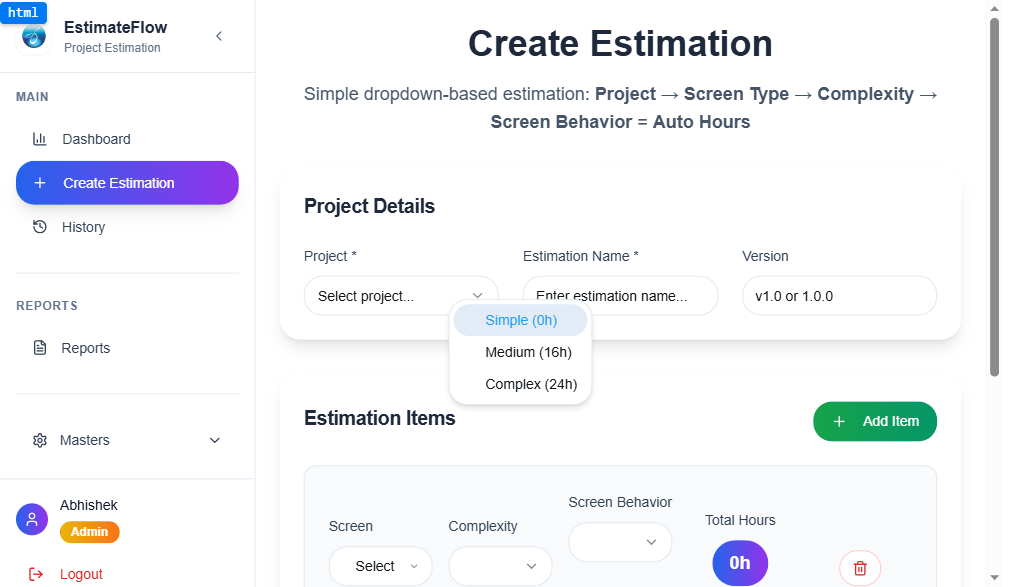 html
EstimateFlow
Project Estimation
MAIN
Dashboard
Create Estimation
History
REPORTS
Reports
Masters
Abhishek
Admin
Logout
Create Estimation
Simple dropdown-based estimation: Project → Screen Type → Complexity →
Screen Behavior = Auto Hours
Project Details
Project *
Estimation Name *
Version
Select project...
Enter estimation name...
v1.0 or 1.0.0
Simple (0h)
Medium (16h)
Complex (24h)
Estimation Items
Add Item
Screen
Complexity
Screen Behavior
Total Hours
Select
0h